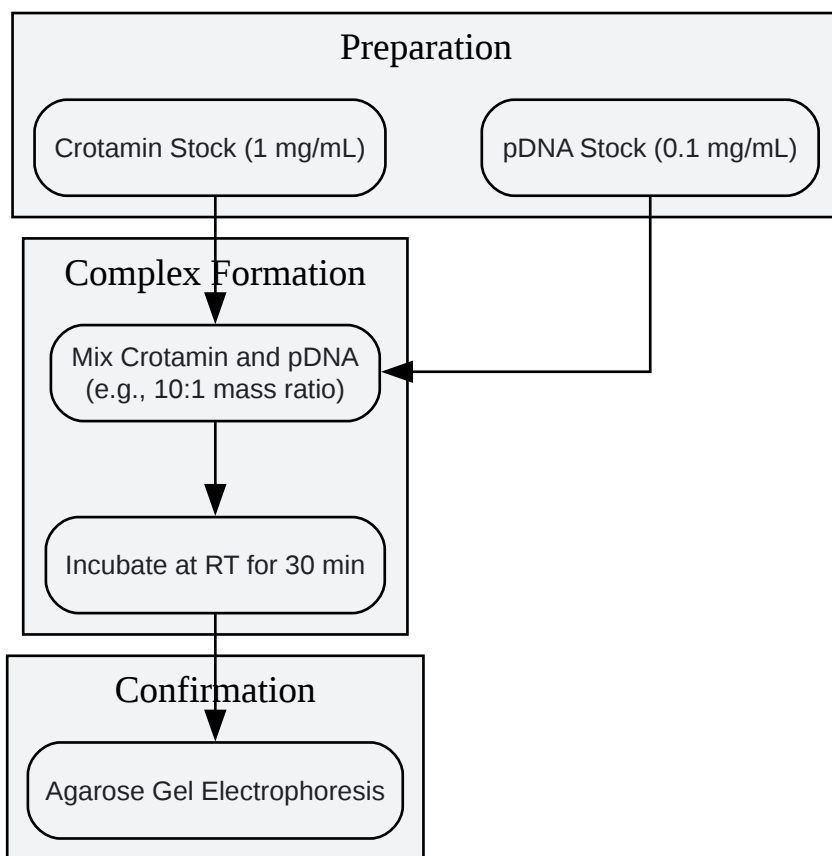 Preparation
Crotamin Stock (1 mg/mL)
pDNA Stock (0.1 mg/mL)
Complex Formation
Mix Crotamin and pDNA
(e.g., 10:1 mass ratio)
Incubate at RT for 30 min
Confirmation
Agarose Gel Electrophoresis